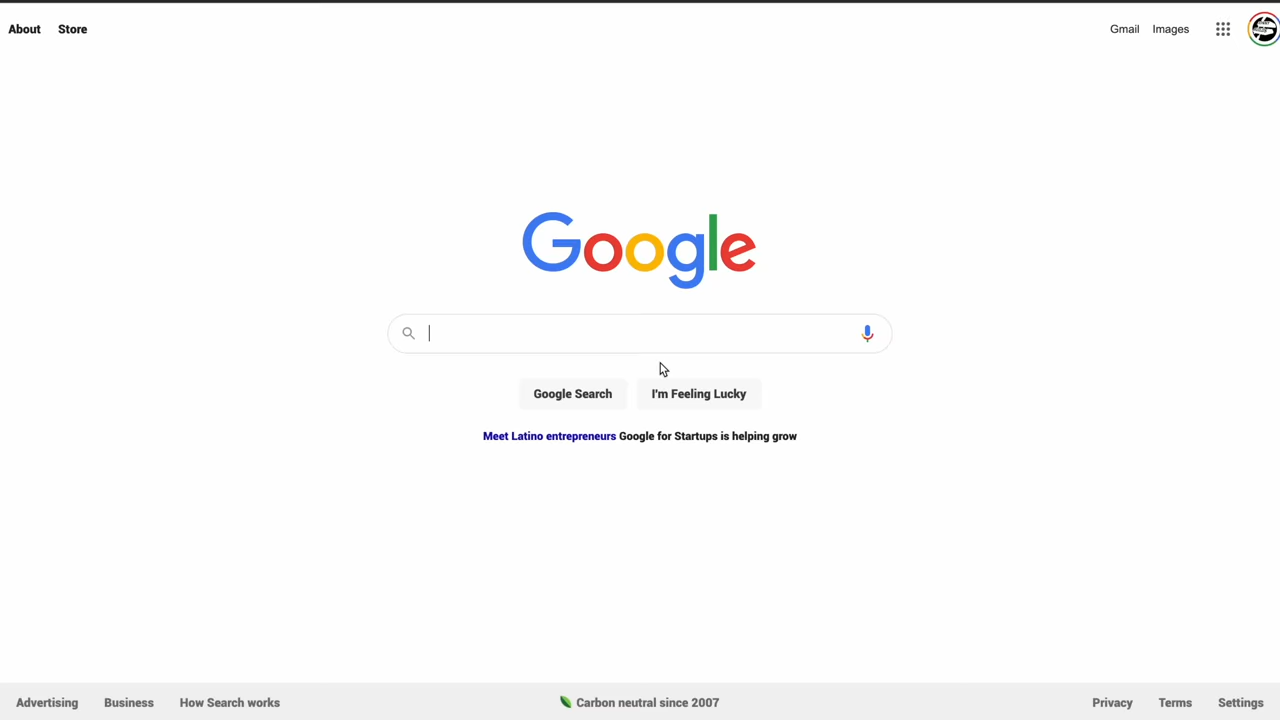 About Store
Gmail Images
Google
Google Search I'm Feeling Lucky
Meet Latino entrepreneurs Google for Startups is helping grow
Advertising Business How Search works
Carbon neutral since 2007
Privacy Terms Settings